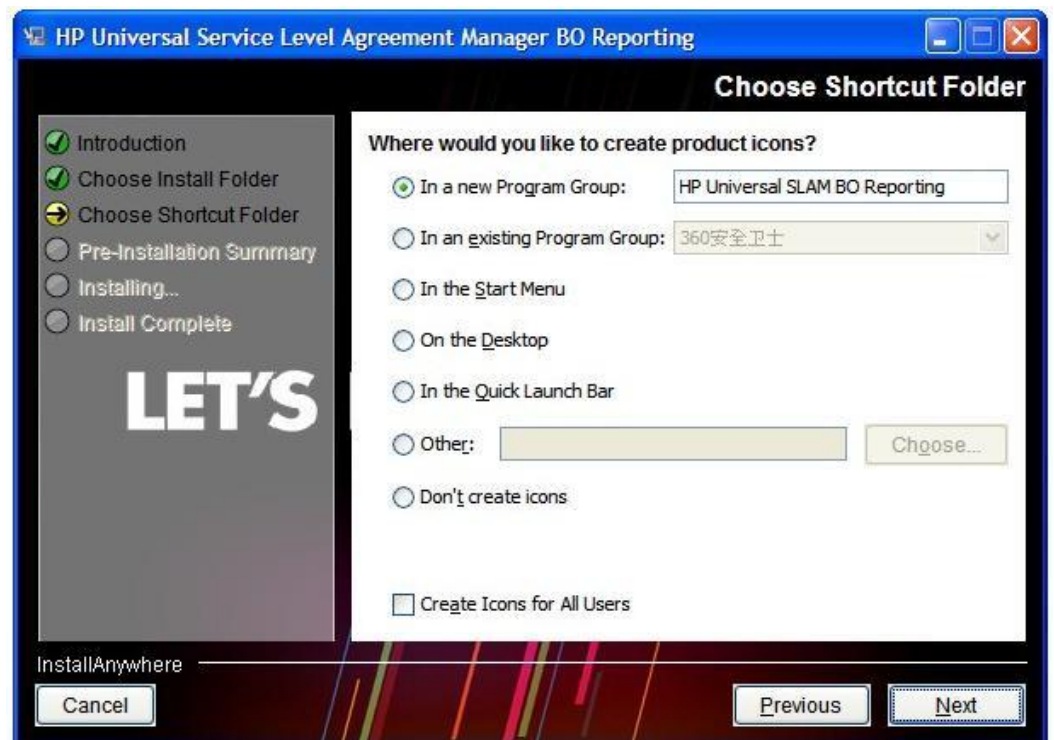 HP Universal Service Level Agreement Manager BO Reporting
Choose Shortcut Folder
Introduction
Choose Install Folder
Choose Shortcut Folder
Pre-Installation Summary
Installing...
Install Complete
LET'S
Where would you like to create product icons?
In a new Program Group: HP Universal SLAM BO Reporting
In an existing Program Group: 360安全卫士
In the Start Menu
On the Desktop
In the Quick Launch Bar
Other: Choose...
Don't create icons
Create Icons for All Users
InstallAnywhere
Cancel Previous Next